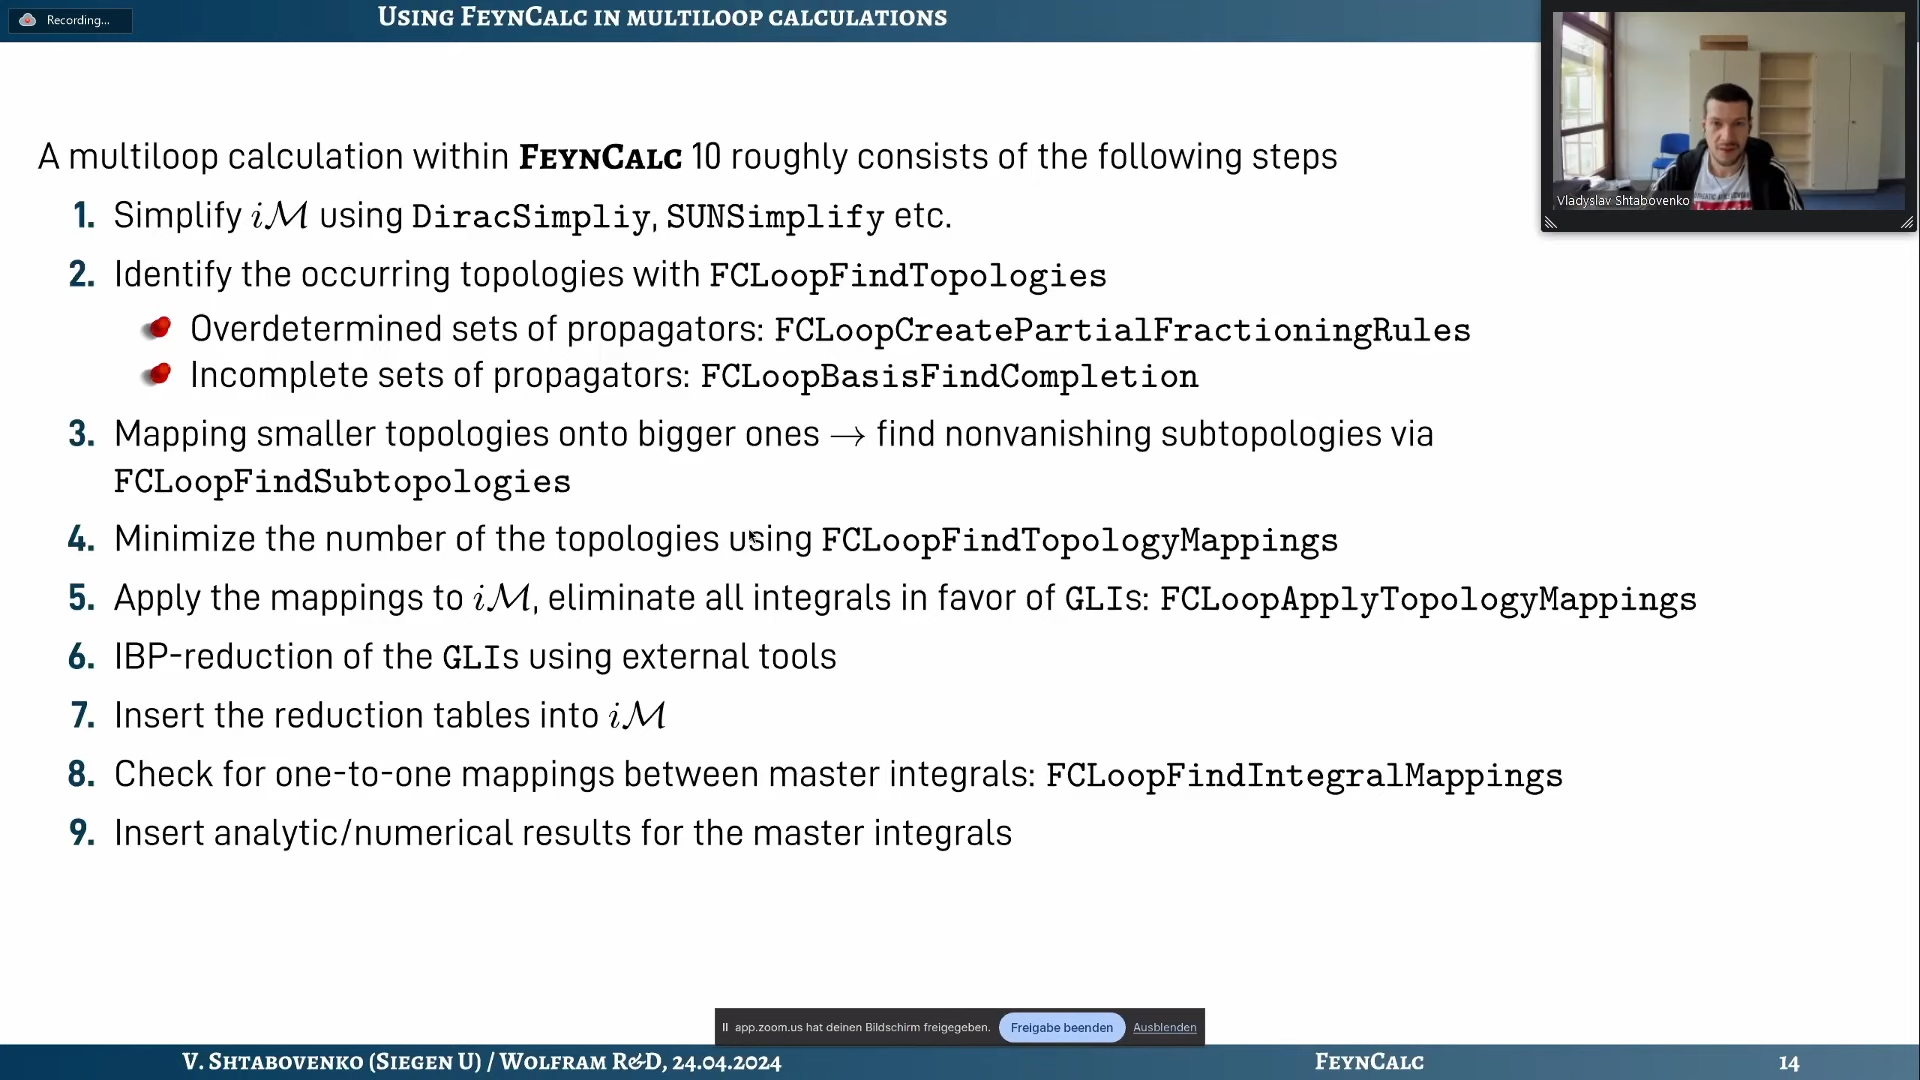 Recording...
Using FeynCalc in multiloop calculations
Vladyslav Shtabovenko
A multiloop calculation within FeynCalc 10 roughly consists of the following steps
1. Simplify iM using DiracSimpliy, SUNSimplify etc.
2. Identify the occurring topologies with FCLoopFindTopologies
Overdetermined sets of propagators: FCLoopCreatePartialFractioningRules
Incomplete sets of propagators: FCLoopBasisFindCompletion
3. Mapping smaller topologies onto bigger ones → find nonvanishing subtopologies via
FCLoopFindSubtopologies
4. Minimize the number of the topologies using FCLoopFindTopologyMappings
5. Apply the mappings to iM, eliminate all integrals in favor of GLIs: FCLoopApplyTopologyMappings
6. IBP-reduction of the GLIs using external tools
7. Insert the reduction tables into iM
8. Check for one-to-one mappings between master integrals: FCLoopFindIntegralMappings
9. Insert analytic/numerical results for the master integrals
app.zoom.us hat deinen Bildschirm freigegeben. Freigabe beenden Ausblenden
V. Shtabovenko (Siegen U) / Wolfram R&D, 24.04.2024 FeynCalc 14